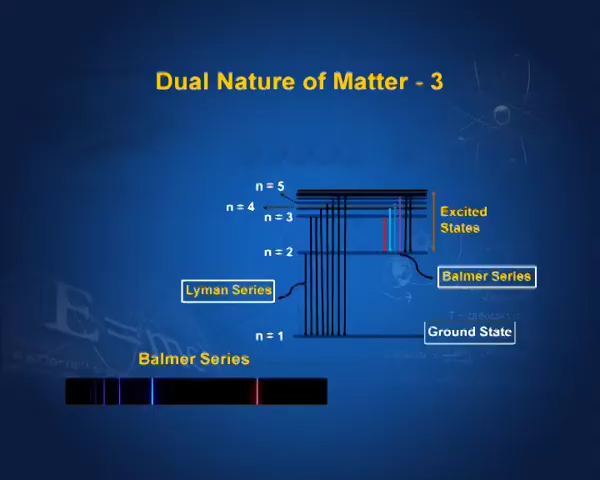 Dual Nature of Matter - 3
n = 5
n = 4
n = 3
Excited
States
n = 2
Balmer Series
Lyman Series
n = 1
Ground State
Balmer Series